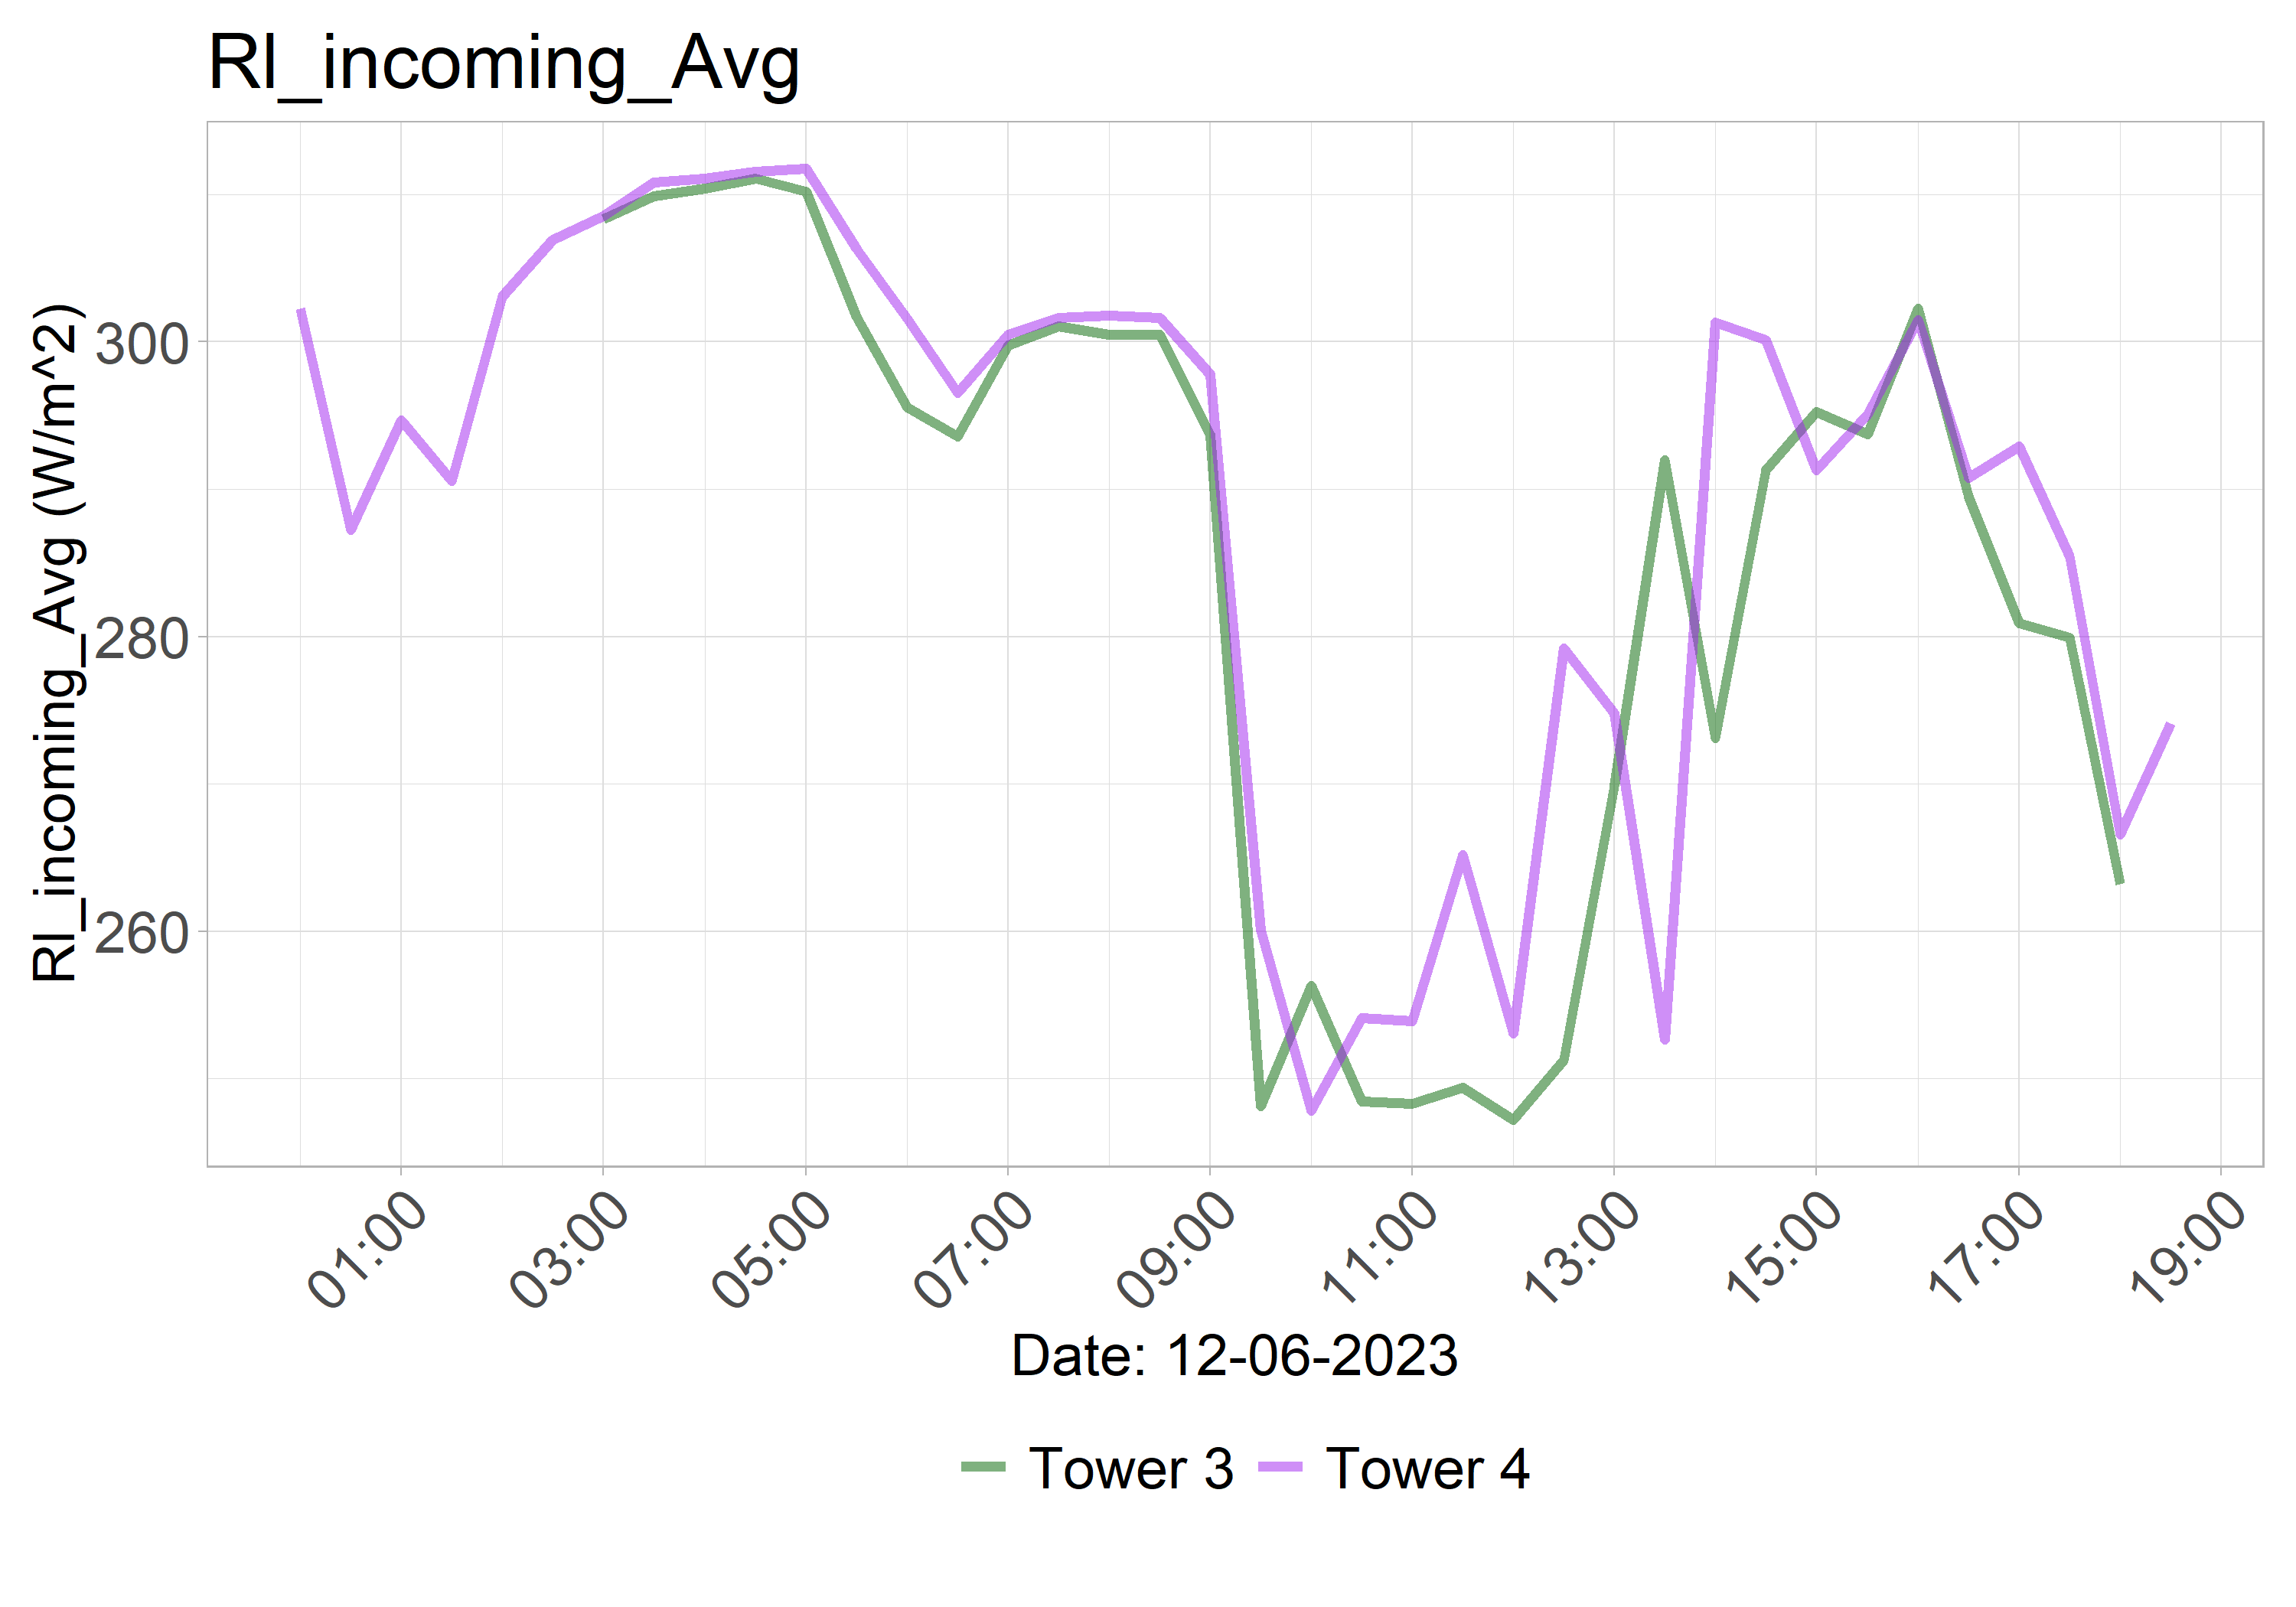 Rl_incoming_Avg
Rl_incoming_Avg (W/m^2)
300
280
260
01:00
03:00
05:00
07:00
09:00
11:00
13:00
15:00
17:00
19:00
Date: 12-06-2023
Tower 3
Tower 4